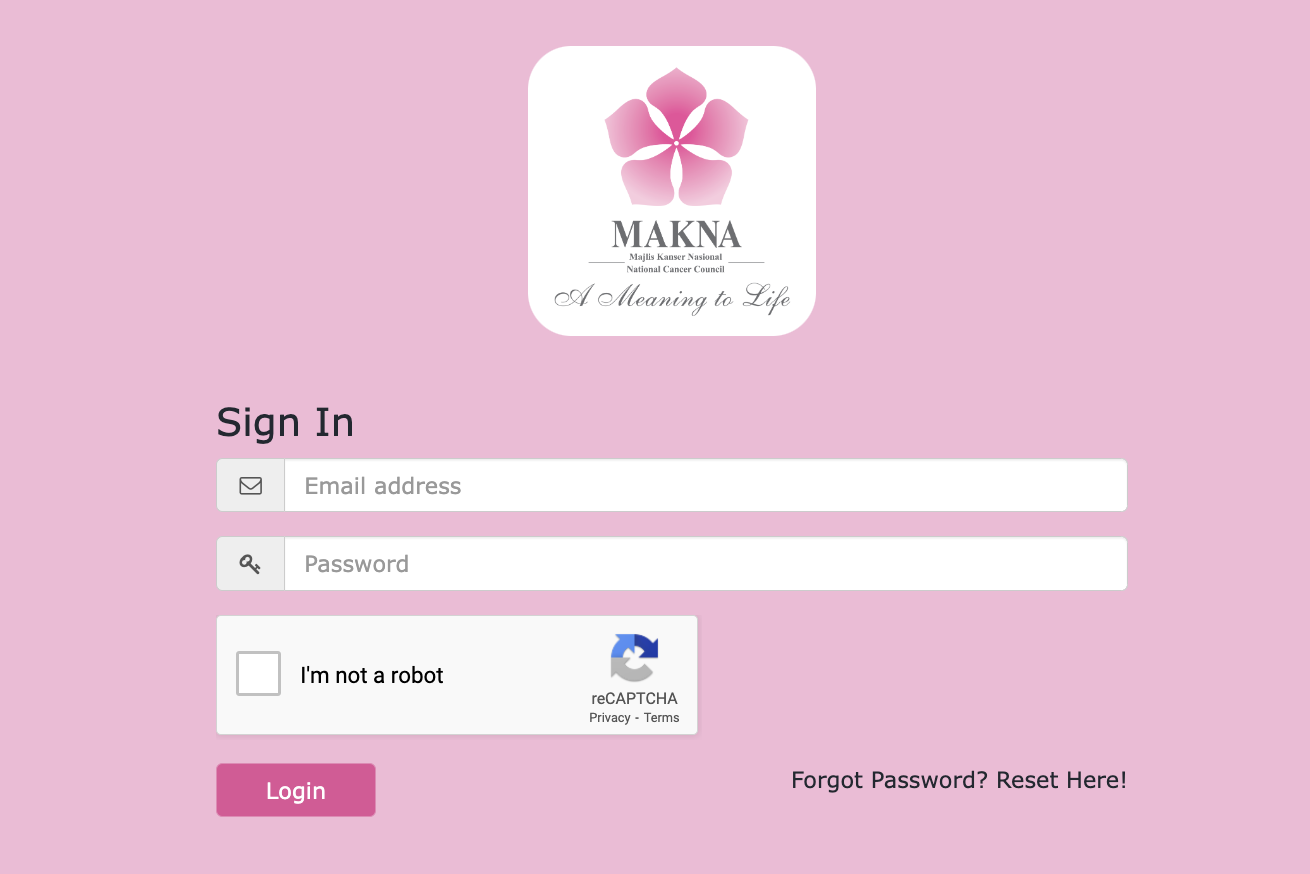 MAKNA
Majlis Kanser Nasional
National Cancer Council
A Meaning to Life
Sign In
Email address
Password
I'm not a robot
reCAPTCHA
Privacy - Terms
Login
Forgot Password? Reset Here!